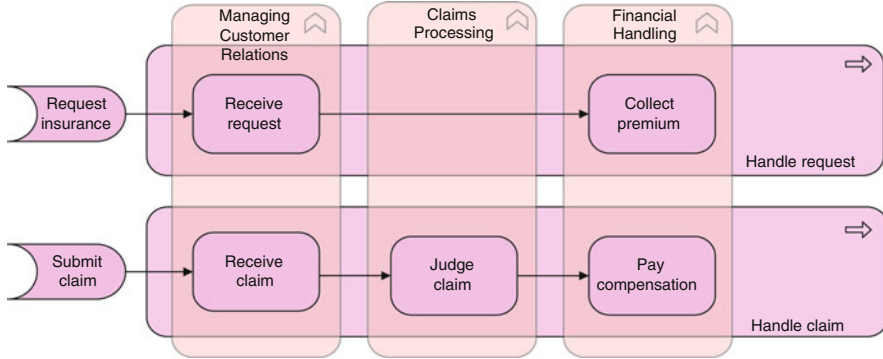 Managing
Customer
Relations
Claims
Processing
Financial
Handling
Request
insurance
Receive
request
Collect
premium
Handle request
Submit
claim
Receive
claim
Judge
claim
Pay
compensation
Handle claim